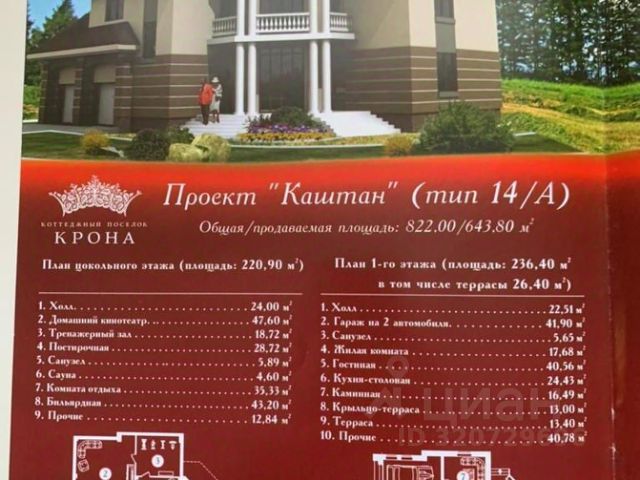 Проект "Каштан" (тип 14/А)
Общая/продаваемая площадь: 822,00/643,80 м²
КОТТЕДЖНЫЙ ПОСЕЛОК
КРОНА
План цокольного этажа (площадь: 220,90 м²)
1. Холл 24,00 м²
2. Домашний кинотеатр 47,60 м²
3. Тренажерный зал 18,72 м²
4. Постирочная 28,72 м²
5. Санузел 5,89 м²
6. Сауна 4,60 м²
7. Комната отдыха 35,33 м²
8. Бильярдная 43,20 м²
9. Прочие 12,84 м²
План 1-го этажа (площадь: 236,40 м²
в том числе террасы 26,40 м²)
1. Холл 22,51 м²
2. Гараж на 2 автомобиля 41,90 м²
3. Санузел 5,65 м²
4. Жилая комната 17,68 м²
5. Гостиная 40,56 м²
6. Кухня-столовая 24,43 м²
7. Каминная 16,49 м²
8. Крыльцо-терраса 13,00 м²
9. Терраса 13,40 м²
10. Прочие 40,78 м²
циан
2
3